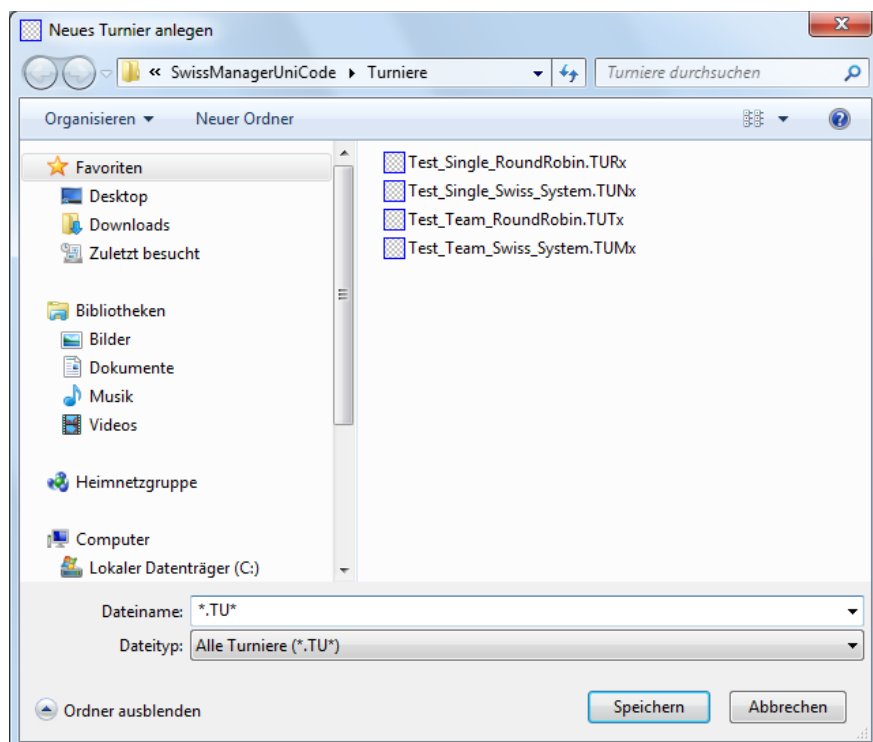 Neues Turnier anlegen
x
« SwissManagerUniCode ▸ Turniere
Turniere durchsuchen
Organisieren
Neuer Ordner
?
Favoriten
Desktop
Downloads
Zuletzt besucht
Bibliotheken
Bilder
Dokumente
Musik
Videos
Heimnetzgruppe
Computer
Lokaler Datenträger (C:)
Test_Single_RoundRobin.TURx
Test_Single_Swiss_System.TUNx
Test_Team_RoundRobin.TUTx
Test_Team_Swiss_System.TUMx
Dateiname: *.TU*
Dateityp: Alle Turniere (*.TU*)
Ordner ausblenden
Speichern
Abbrechen